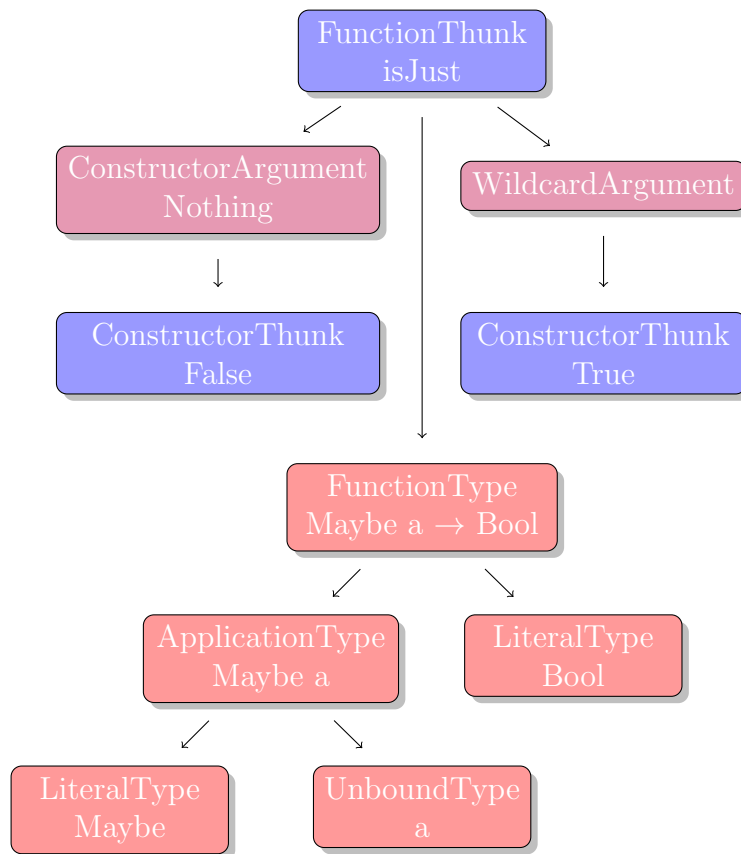 FunctionThunk
isJust
ConstructorArgument
Nothing
WildcardArgument
ConstructorThunk
False
ConstructorThunk
True
FunctionType
Maybe a → Bool
ApplicationType
Maybe a
LiteralType
Bool
LiteralType
Maybe
UnboundType
a